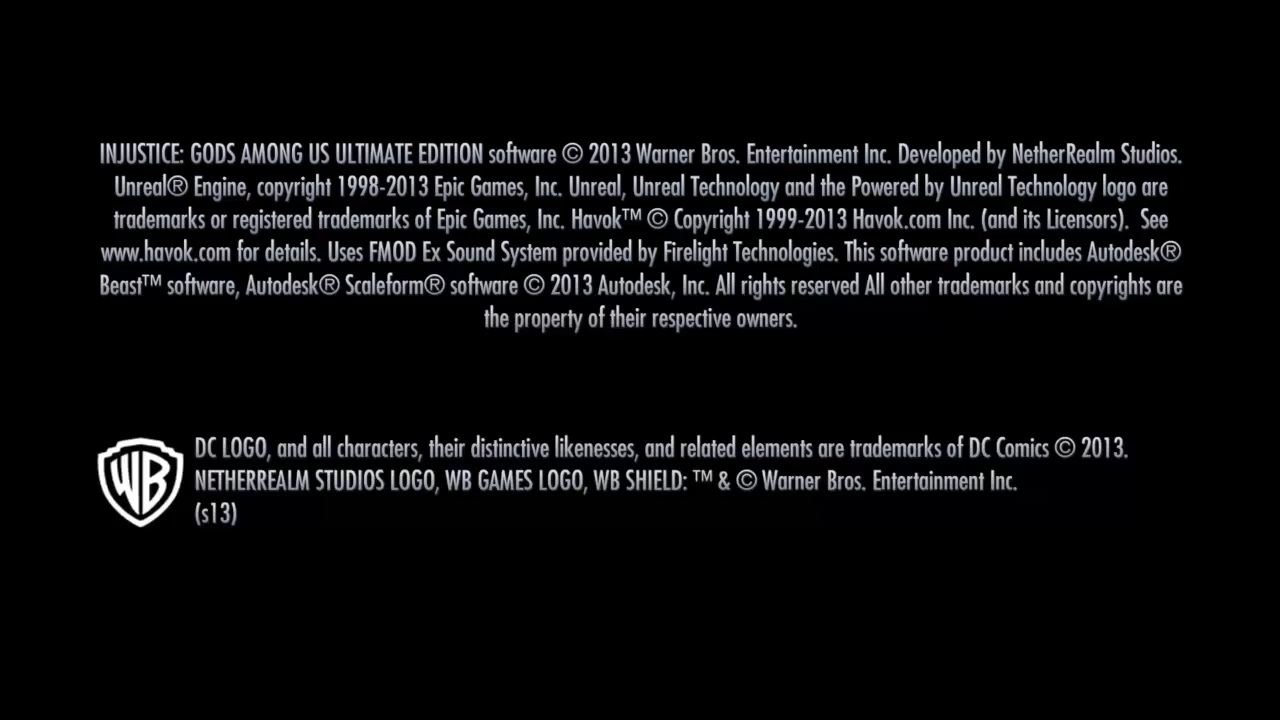 INJUSTICE: GODS AMONG US ULTIMATE EDITION software © 2013 Warner Bros. Entertainment Inc. Developed by NetherRealm Studios.
Unreal® Engine, copyright 1998-2013 Epic Games, Inc. Unreal, Unreal Technology and the Powered by Unreal Technology logo are
trademarks or registered trademarks of Epic Games, Inc. Havok™ © Copyright 1999-2013 Havok.com Inc. (and its Licensors).  See
www.havok.com for details. Uses FMOD Ex Sound System provided by Firelight Technologies. This software product includes Autodesk®
Beast™ software, Autodesk® Scaleform® software © 2013 Autodesk, Inc. All rights reserved All other trademarks and copyrights are
the property of their respective owners.
WB
DC LOGO, and all characters, their distinctive likenesses, and related elements are trademarks of DC Comics © 2013.
NETHERREALM STUDIOS LOGO, WB GAMES LOGO, WB SHIELD: ™ & © Warner Bros. Entertainment Inc.
(s13)